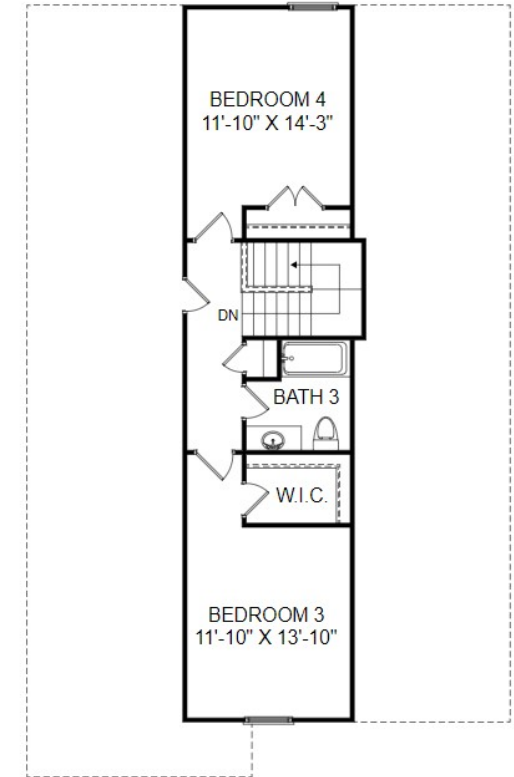 BEDROOM 4
11'-10" X 14'-3"
DN
BATH 3
W.I.C.
BEDROOM 3
11'-10" X 13'-10"